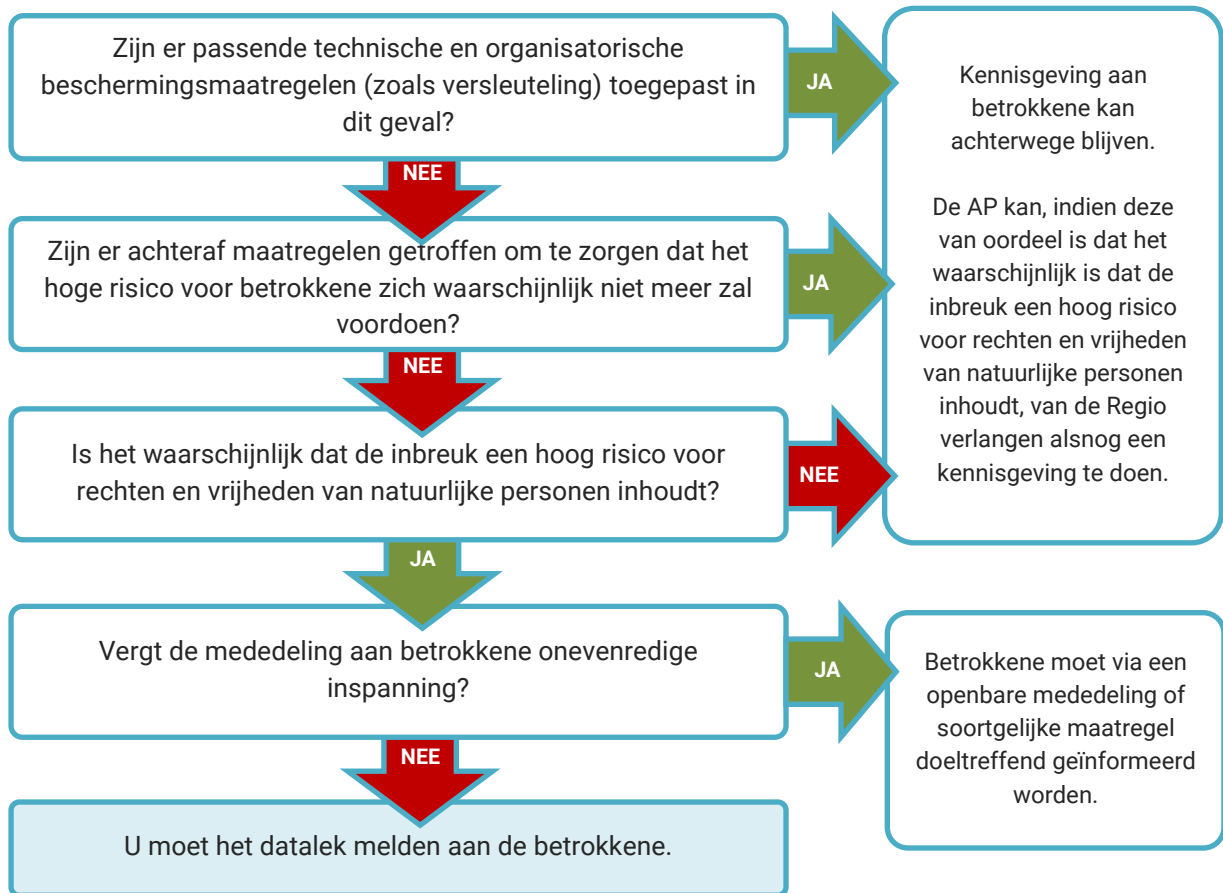 Zijn er passende technische en organisatorische
beschermingsmaatregelen (zoals versleuteling) toegepast in
dit geval?
JA
Kennisgeving aan
betrokkene kan
achterwege blijven.
De AP kan, indien deze
van oordeel is dat het
waarschijnlijk is dat de
inbreuk een hoog risico
voor rechten en vrijheden
van natuurlijke personen
inhoudt, van de Regio
verlangen alsnog een
kennisgeving te doen.
NEE
Zijn er achteraf maatregelen getroffen om te zorgen dat het
hoge risico voor betrokkene zich waarschijnlijk niet meer zal
voordoen?
JA
NEE
Is het waarschijnlijk dat de inbreuk een hoog risico voor
rechten en vrijheden van natuurlijke personen inhoudt?
NEE
JA
Vergt de mededeling aan betrokkene onevenredige
inspanning?
JA
Betrokkene moet via een
openbare mededeling of
soortgelijke maatregel
doeltreffend geïnformeerd
worden.
NEE
U moet het datalek melden aan de betrokkene.